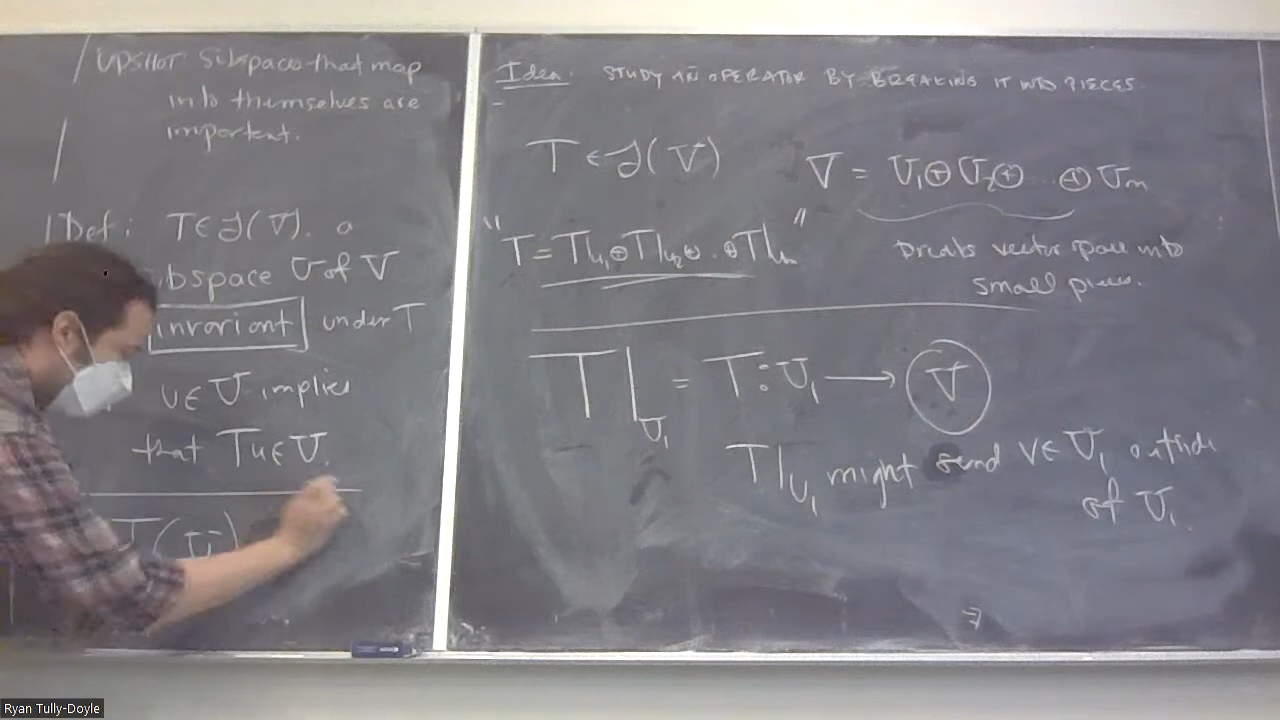 UPSHOT Subspaces that map
into themselves are
important.
Def: T∈ℒ(V). a
subspace U of V
invariant under T
u∈U implies
that Tu∈U.
T(U)
Idea: STUDY AN OPERATOR BY BREAKING IT INTO PIECES
T∈ℒ(V) V = U₁⊕U₂⊕ ... ⊕Um
"T = T|U₁⊕T|U₂⊕..⊕T|Um"
breaks vector space into
small pieces.
T|U₁ = T: U₁ → V
T|U₁ might send v∈U₁ outside
of U₁.
Ryan Tully-Doyle